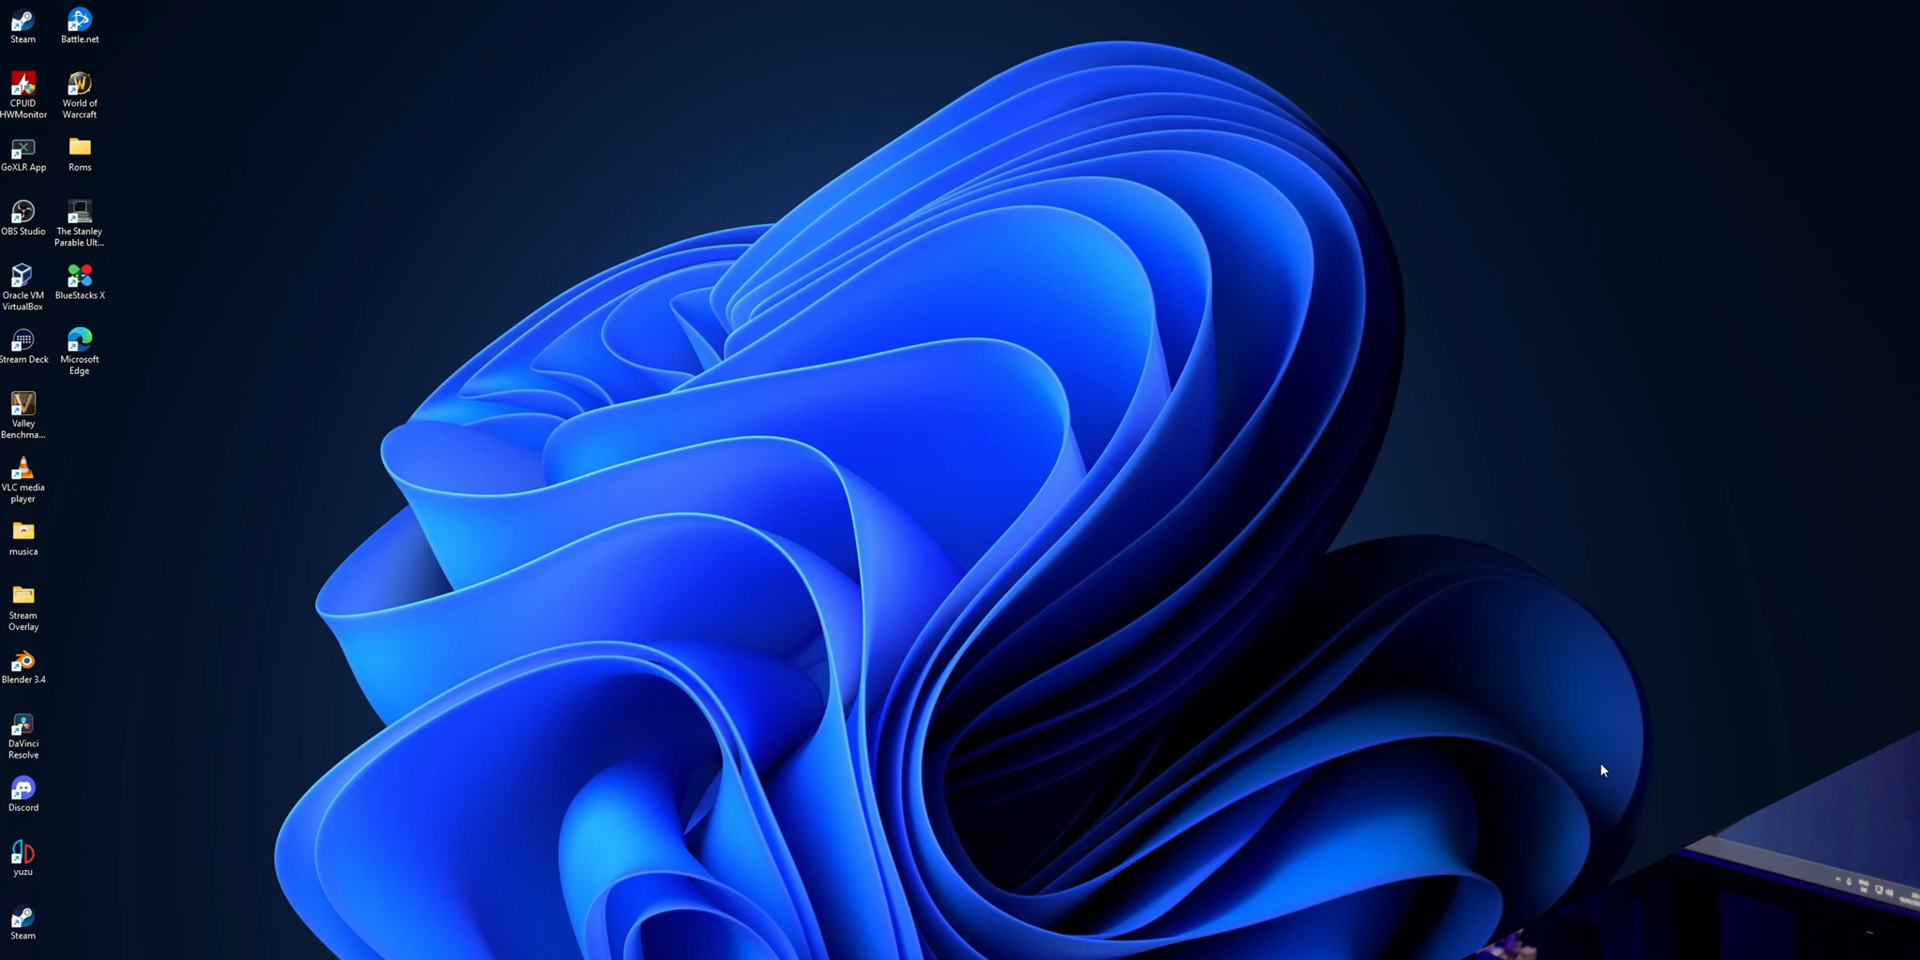 Steam
Battle.net
CPUID
HWMonitor
World of
Warcraft
GoXLR App
Roms
OBS Studio
The Stanley
Parable Ult...
Oracle VM
VirtualBox
BlueStacks X
Stream Deck
Microsoft
Edge
Valley
Benchma...
VLC media
player
musica
Stream
Overlay
Blender 3.4
DaVinci
Resolve
Discord
yuzu
Steam